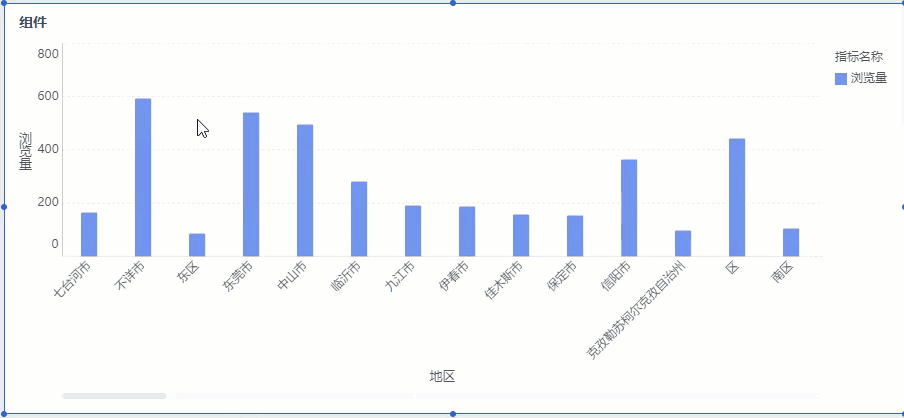 组件
指标名称
浏览量
浏览量
800
600
400
200
0
七台河市
不洋市
东区
东莞市
中山市
临沂市
九江市
伊春市
佳木斯市
保定市
信阳市
克孜勒苏柯尔克孜自治州
区
南区
地区